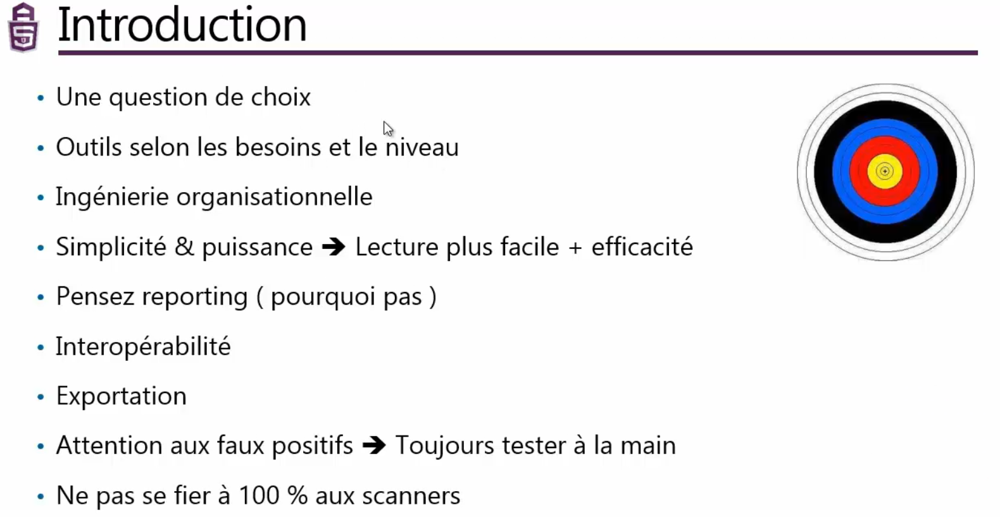 Introduction
• Une question de choix
• Outils selon les besoins et le niveau
• Ingénierie organisationnelle
• Simplicité & puissance ➔ Lecture plus facile + efficacité
• Pensez reporting ( pourquoi pas )
• Interopérabilité
• Exportation
• Attention aux faux positifs ➔ Toujours tester à la main
• Ne pas se fier à 100 % aux scanners